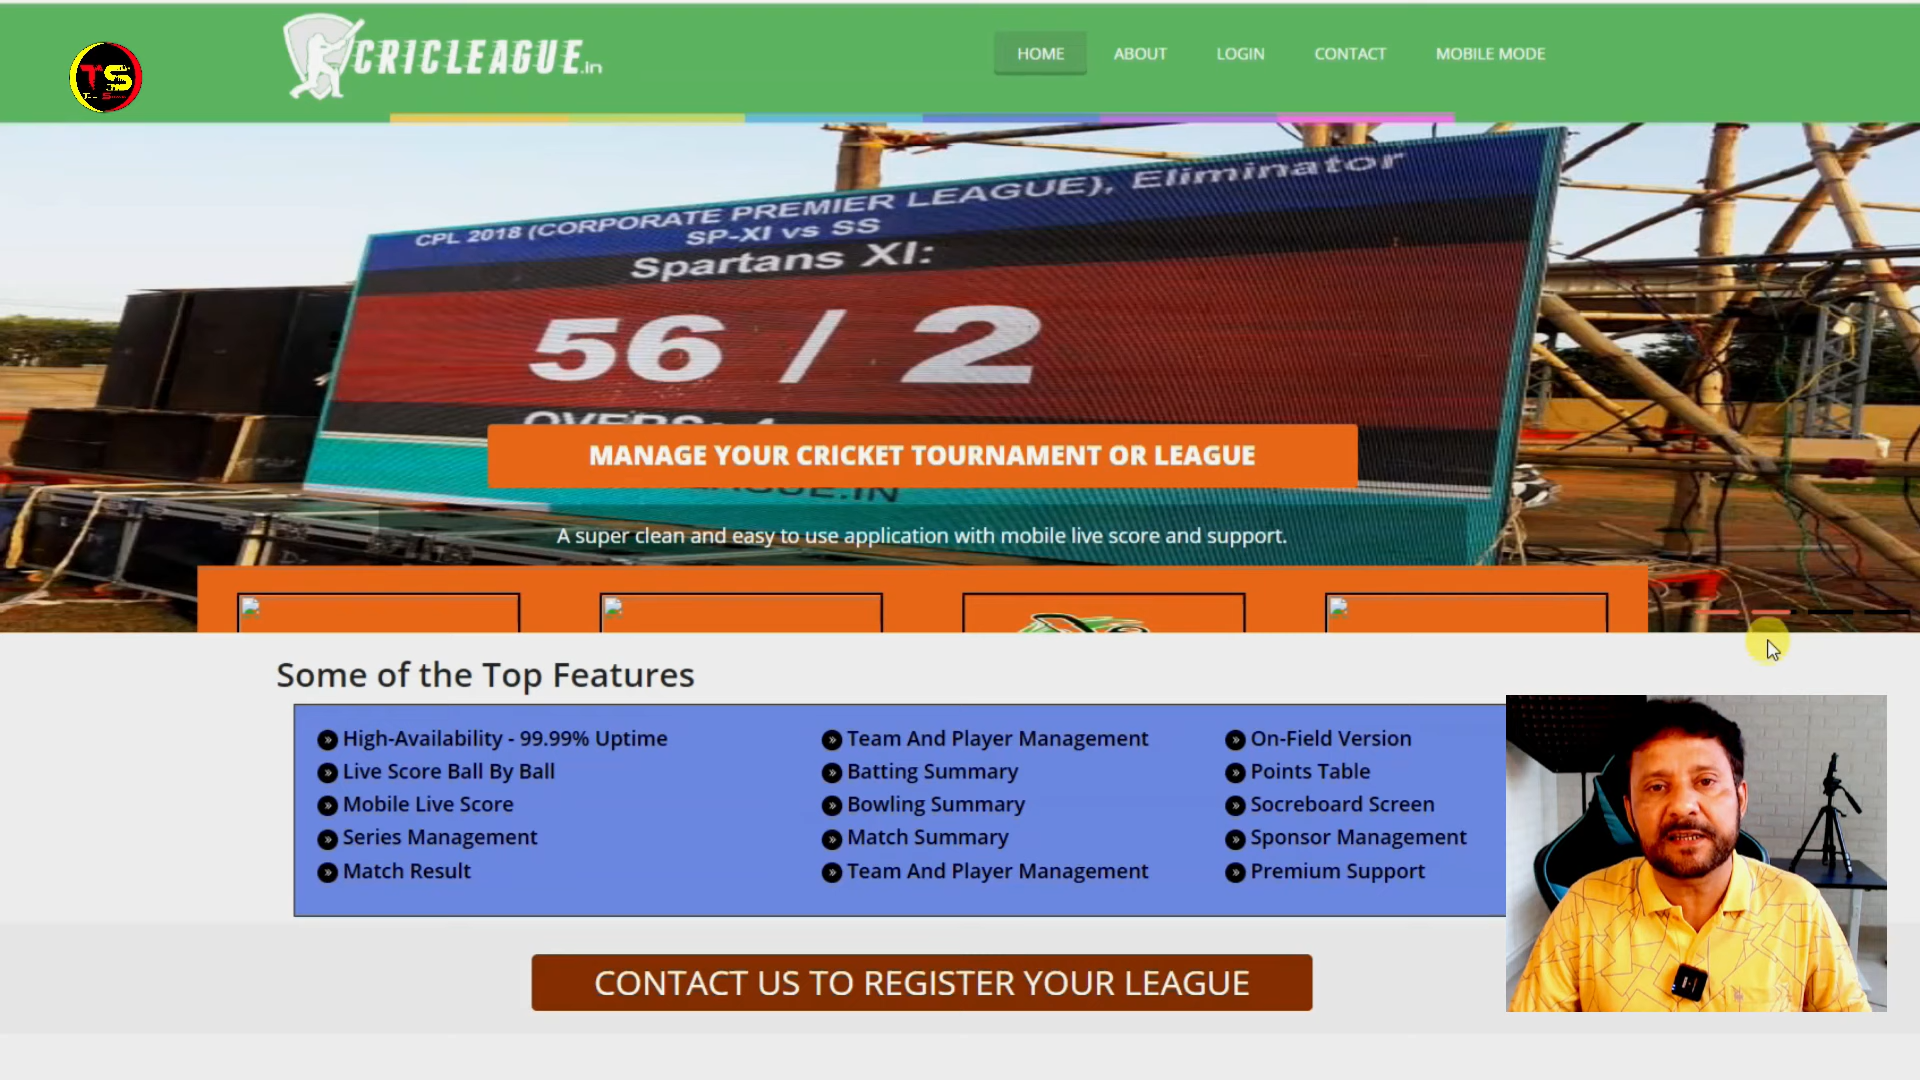 TS
CRICLEAGUE.in
HOME
ABOUT
LOGIN
CONTACT
MOBILE MODE
CPL 2018 (CORPORATE PREMIER LEAGUE), Eliminator
SP-XI vs SS
Spartans XI:
56 / 2
MANAGE YOUR CRICKET TOURNAMENT OR LEAGUE
A super clean and easy to use application with mobile live score and support.
Some of the Top Features
High-Availability - 99.99% Uptime
Live Score Ball By Ball
Mobile Live Score
Series Management
Match Result
Team And Player Management
Batting Summary
Bowling Summary
Match Summary
Team And Player Management
On-Field Version
Points Table
Socreboard Screen
Sponsor Management
Premium Support
CONTACT US TO REGISTER YOUR LEAGUE